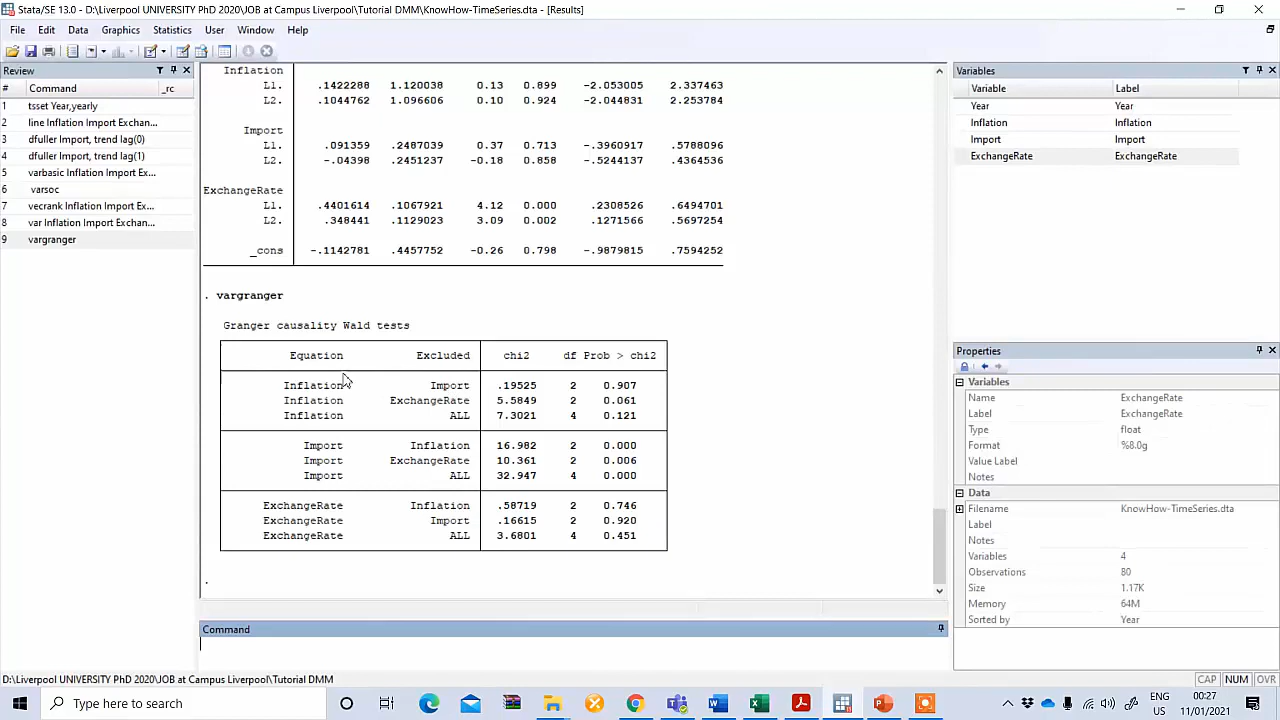 Stata/SE 13.0 - D:\Liverpool UNIVERSITY PhD 2020\JOB at Campus Liverpool\Tutorial DMM\KnowHow-TimeSeries.dta - [Results]
File Edit Data Graphics Statistics User Window Help
Review
# Command _rc
1 tsset Year,yearly
2 line Inflation Import Exchan...
3 dfuller Import, trend lag(0)
4 dfuller Import, trend lag(1)
5 varbasic Inflation Import Ex...
6 varsoc
7 vecrank Inflation Import Ex...
8 var Inflation Import Exchan...
9 vargranger
Inflation
L1. .1422288 1.120038 0.13 0.899 -2.053005 2.337463
L2. .1044762 1.096606 0.10 0.924 -2.044831 2.253784
Import
L1. .091359 .2487039 0.37 0.713 -.3960917 .5788096
L2. -.04398 .2451237 -0.18 0.858 -.5244137 .4364536
ExchangeRate
L1. .4401614 .1067921 4.12 0.000 .2308526 .6494701
L2. .348441 .1129023 3.09 0.002 .1271566 .5697254
_cons -.1142781 .4457752 -0.26 0.798 -.9879815 .7594252
. vargranger
Granger causality Wald tests
Equation Excluded chi2 df Prob > chi2
Inflation Import .19525 2 0.907
Inflation ExchangeRate 5.5849 2 0.061
Inflation ALL 7.3021 4 0.121
Import Inflation 16.982 2 0.000
Import ExchangeRate 10.361 2 0.006
Import ALL 32.947 4 0.000
ExchangeRate Inflation .58719 2 0.746
ExchangeRate Import .16615 2 0.920
ExchangeRate ALL 3.6801 4 0.451
.
Command
Variables
Variable Label
Year Year
Inflation Inflation
Import Import
ExchangeRate ExchangeRate
Properties
Variables
Name ExchangeRate
Label ExchangeRate
Type float
Format %8.0g
Value Label
Notes
Data
Filename KnowHow-TimeSeries.dta
Label
Notes
Variables 4
Observations 80
Size 1.17K
Memory 64M
Sorted by Year
D:\Liverpool UNIVERSITY PhD 2020\JOB at Campus Liverpool\Tutorial DMM
CAP NUM OVR
Type here to search
ENG
US
00:27
11/01/2021